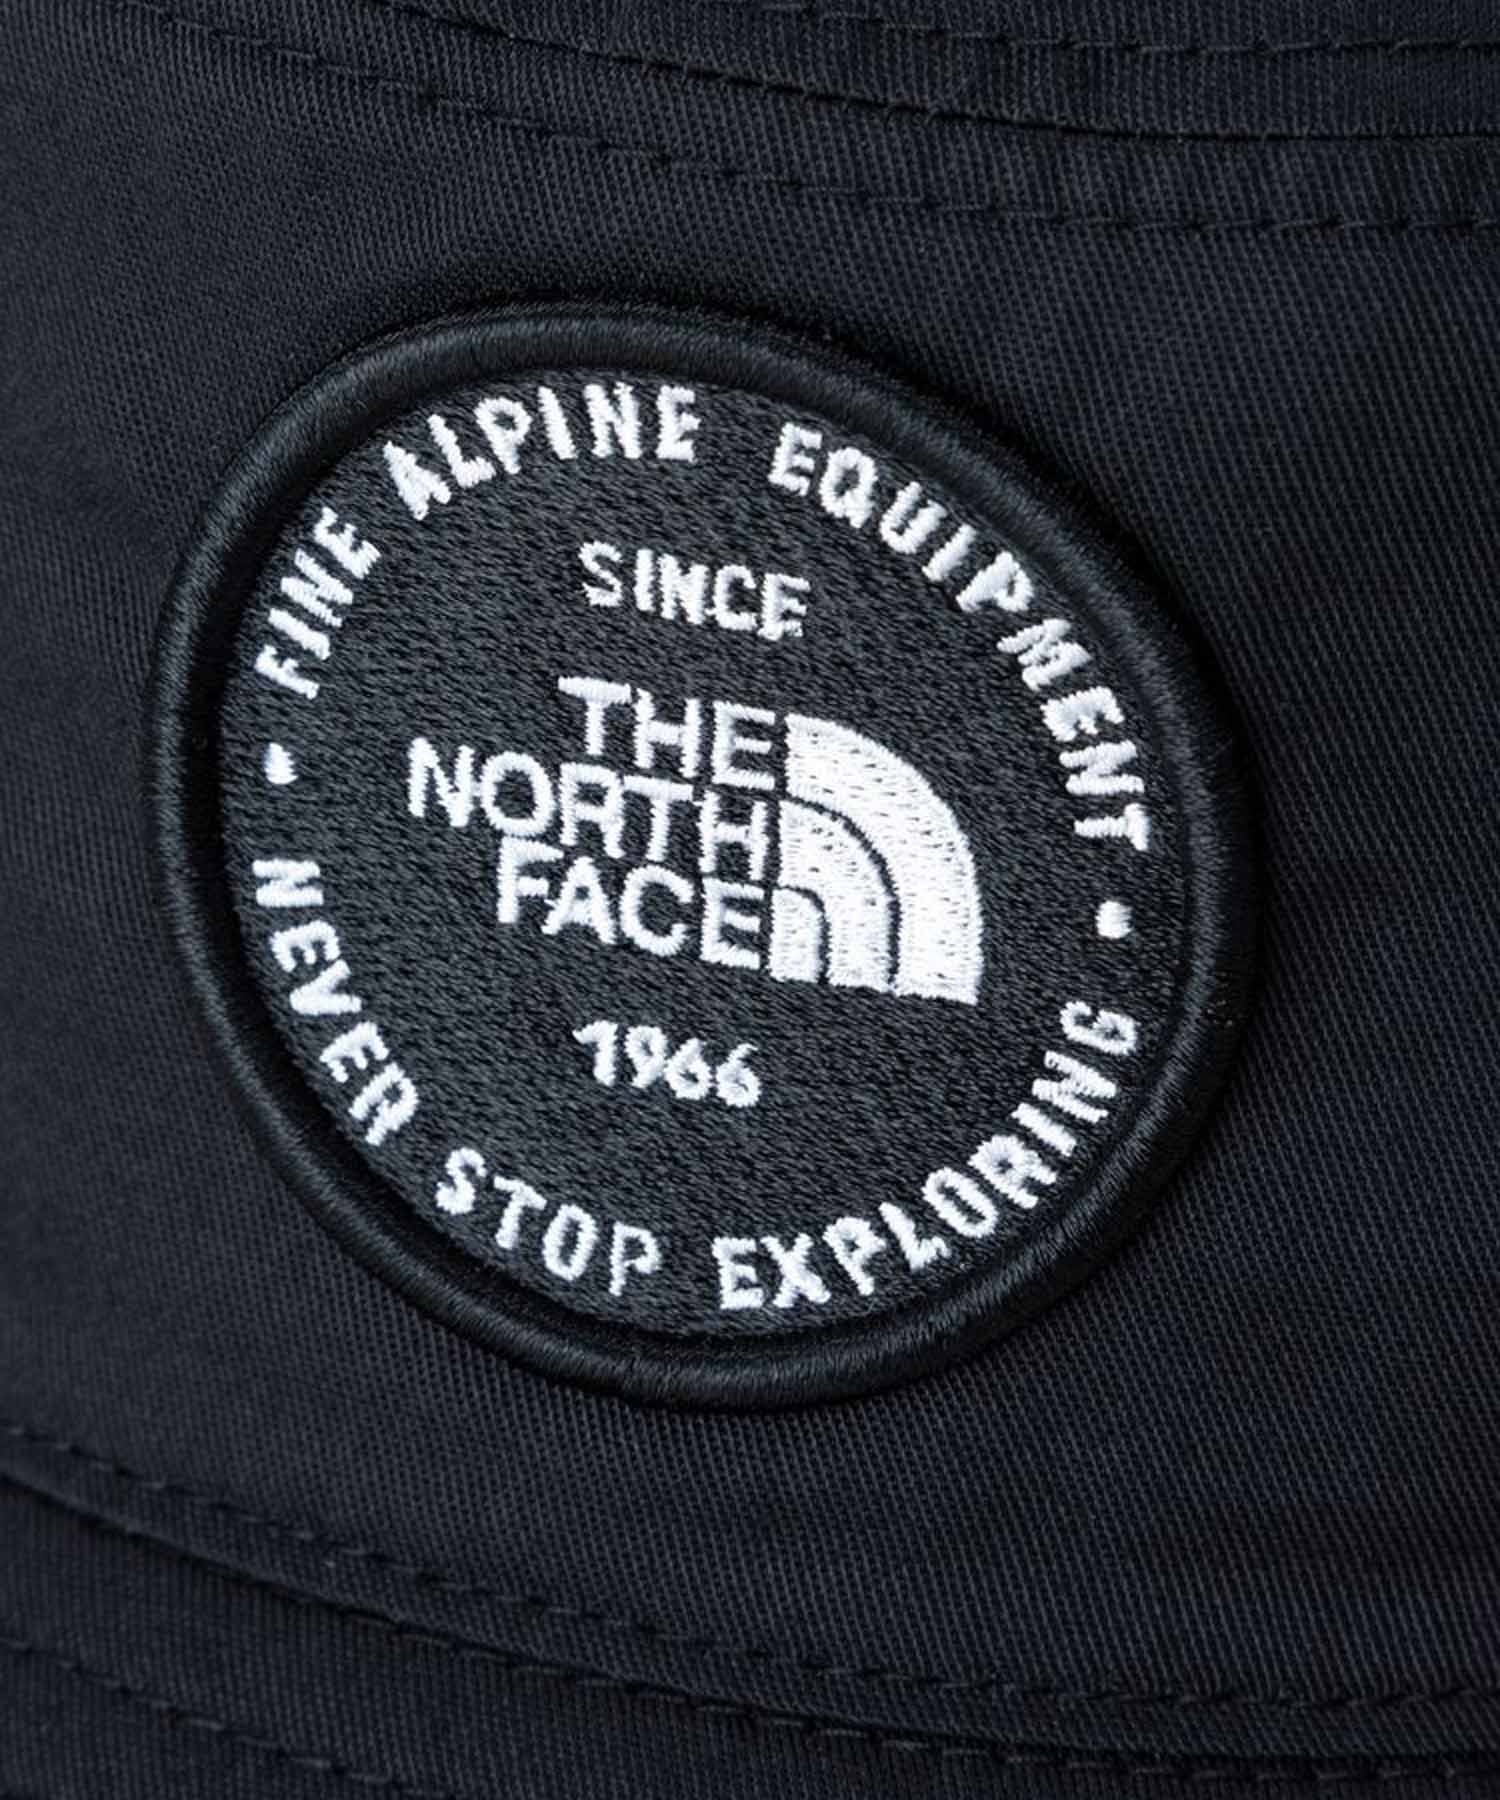 FINE ALPINE EQUIPMENT
SINCE
THE
NORTH
FACE
1966
NEVER STOP EXPLORING